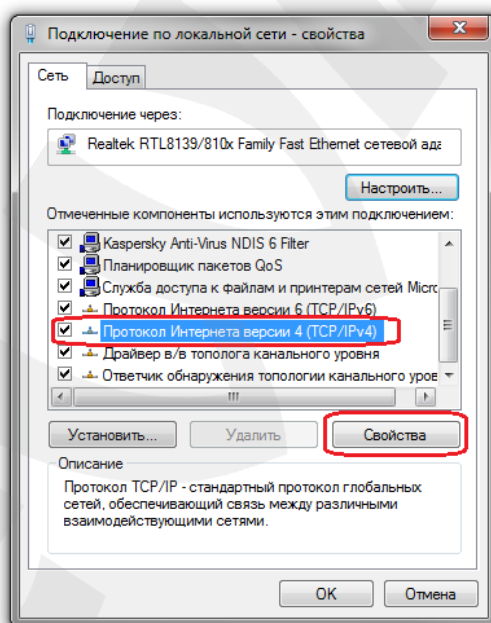 Подключение по локальной сети - свойства
Сеть
Доступ
Подключение через:
Realtek RTL8139/810x Family Fast Ethernet сетевой ада
Настроить...
Отмеченные компоненты используются этим подключением:
Kaspersky Anti-Virus NDIS 6 Filter
Планировщик пакетов QoS
Служба доступа к файлам и принтерам сетей Micro
Протокол Интернета версии 6 (TCP/IPv6)
Протокол Интернета версии 4 (TCP/IPv4)
Драйвер в/в тополога канального уровня
Ответчик обнаружения топологии канального уров
Установить...
Удалить
Свойства
Описание
Протокол TCP/IP - стандартный протокол глобальных
сетей, обеспечивающий связь между различными
взаимодействующими сетями.
OK
Отмена